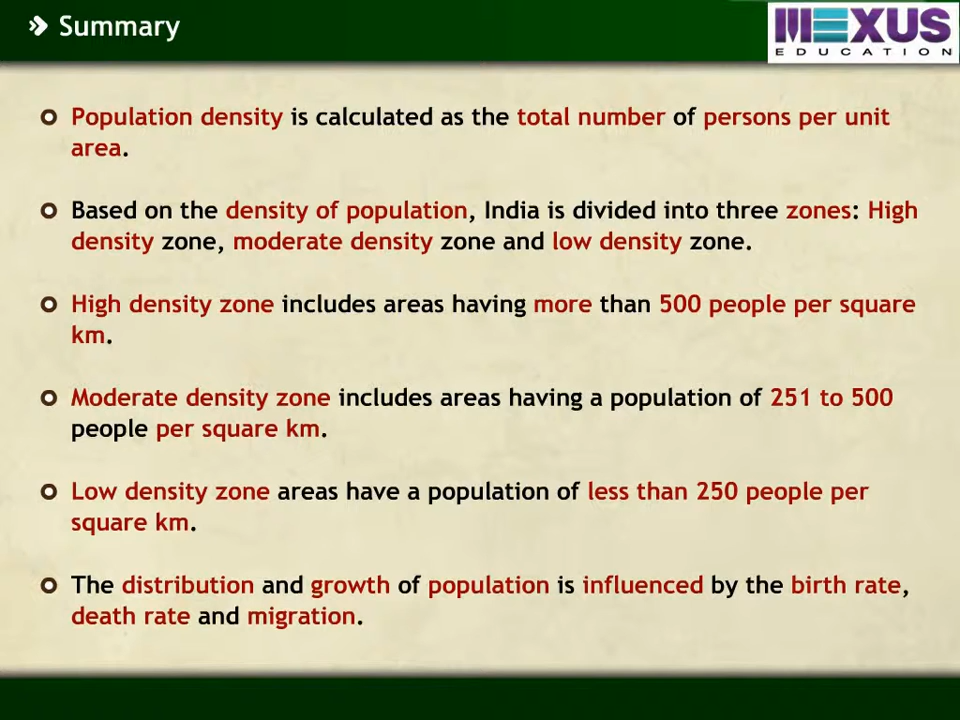 Summary
MEXUS
EDUCATION
Population density is calculated as the total number of persons per unit
area.
Based on the density of population, India is divided into three zones: High
density zone, moderate density zone and low density zone.
High density zone includes areas having more than 500 people per square
km.
Moderate density zone includes areas having a population of 251 to 500
people per square km.
Low density zone areas have a population of less than 250 people per
square km.
The distribution and growth of population is influenced by the birth rate,
death rate and migration.